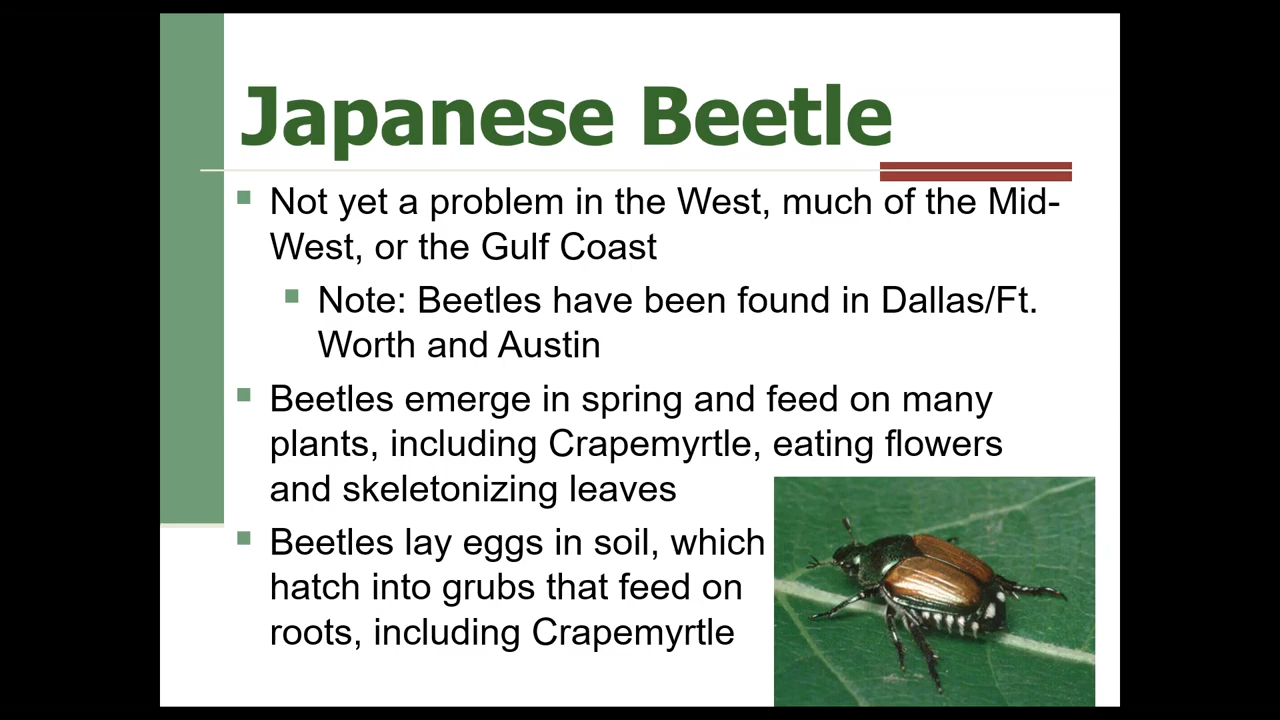 Japanese Beetle
Not yet a problem in the West, much of the Mid-
West, or the Gulf Coast
Note: Beetles have been found in Dallas/Ft.
Worth and Austin
Beetles emerge in spring and feed on many
plants, including Crapemyrtle, eating flowers
and skeletonizing leaves
Beetles lay eggs in soil, which
hatch into grubs that feed on
roots, including Crapemyrtle